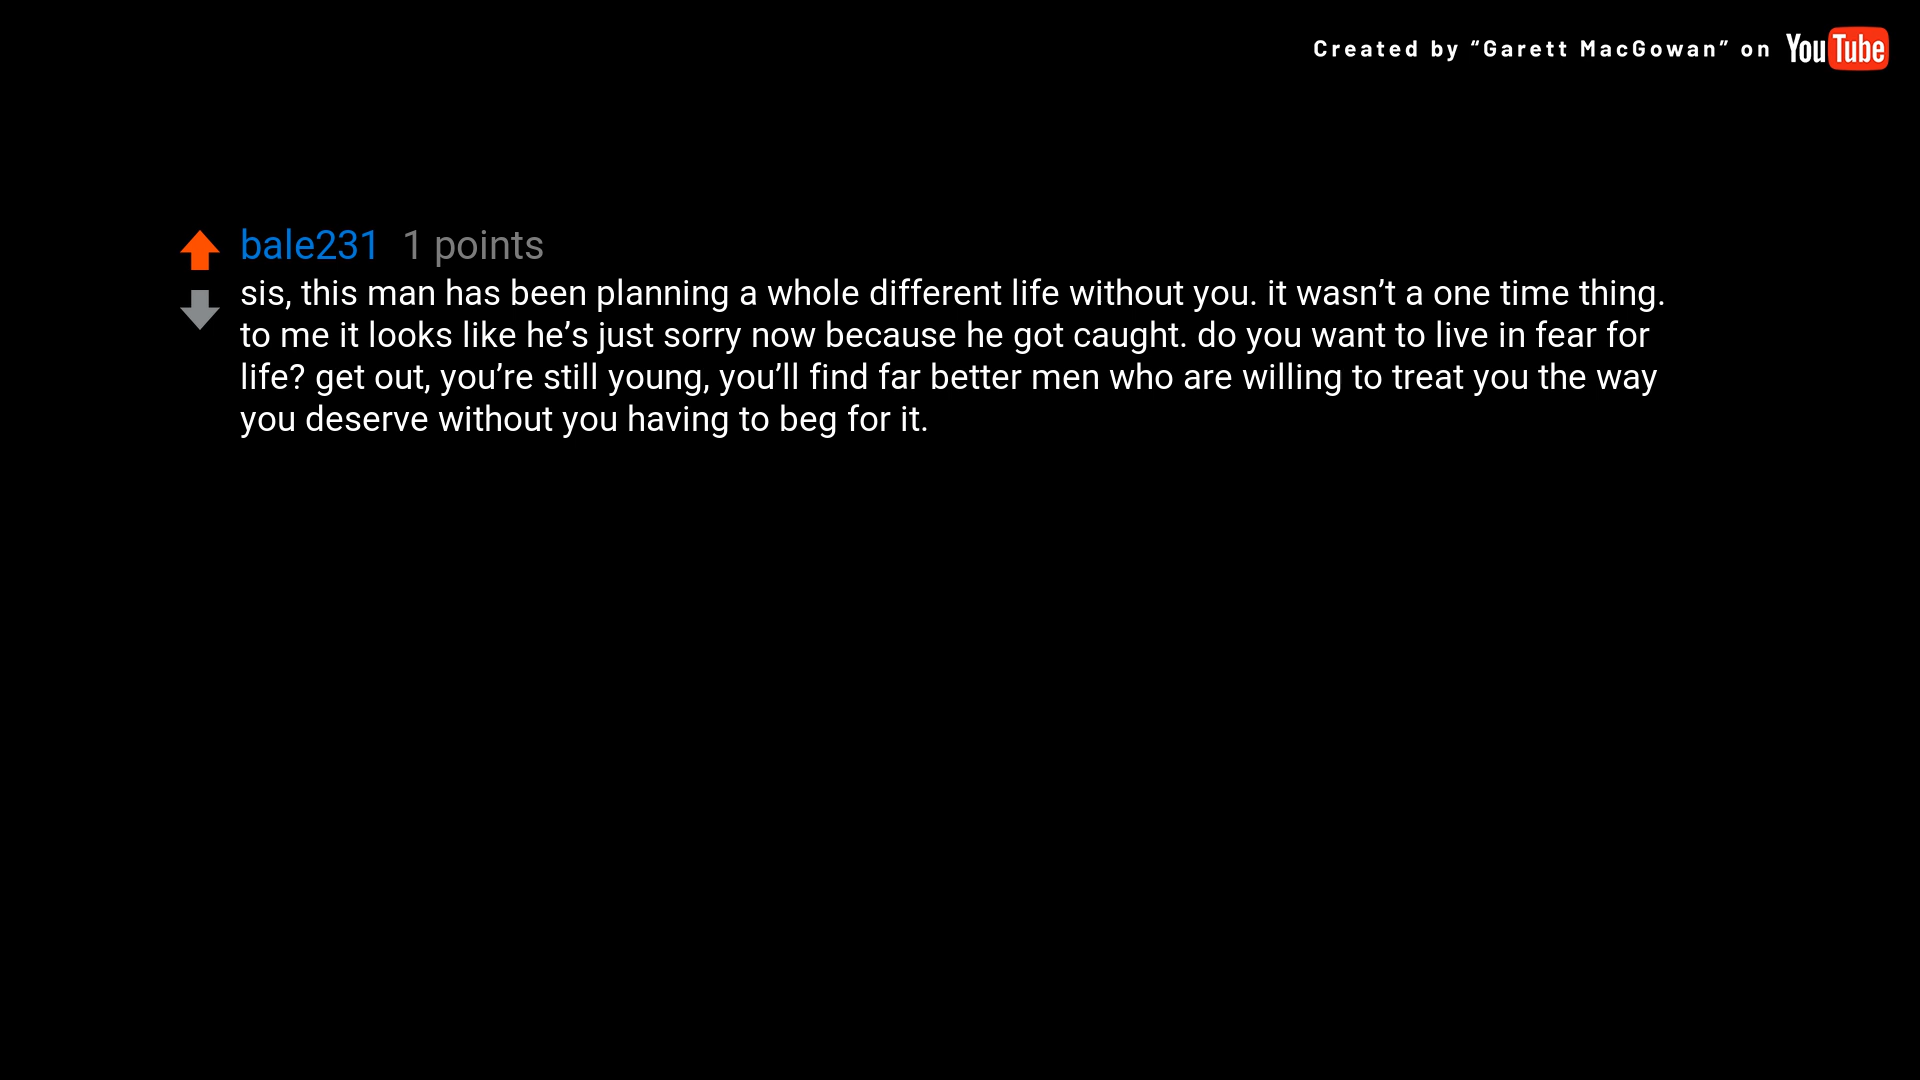 Created by “Garett MacGowan” on YouTube
bale231 1 points
sis, this man has been planning a whole different life without you. it wasn’t a one time thing.
to me it looks like he’s just sorry now because he got caught. do you want to live in fear for
life? get out, you’re still young, you’ll find far better men who are willing to treat you the way
you deserve without you having to beg for it.